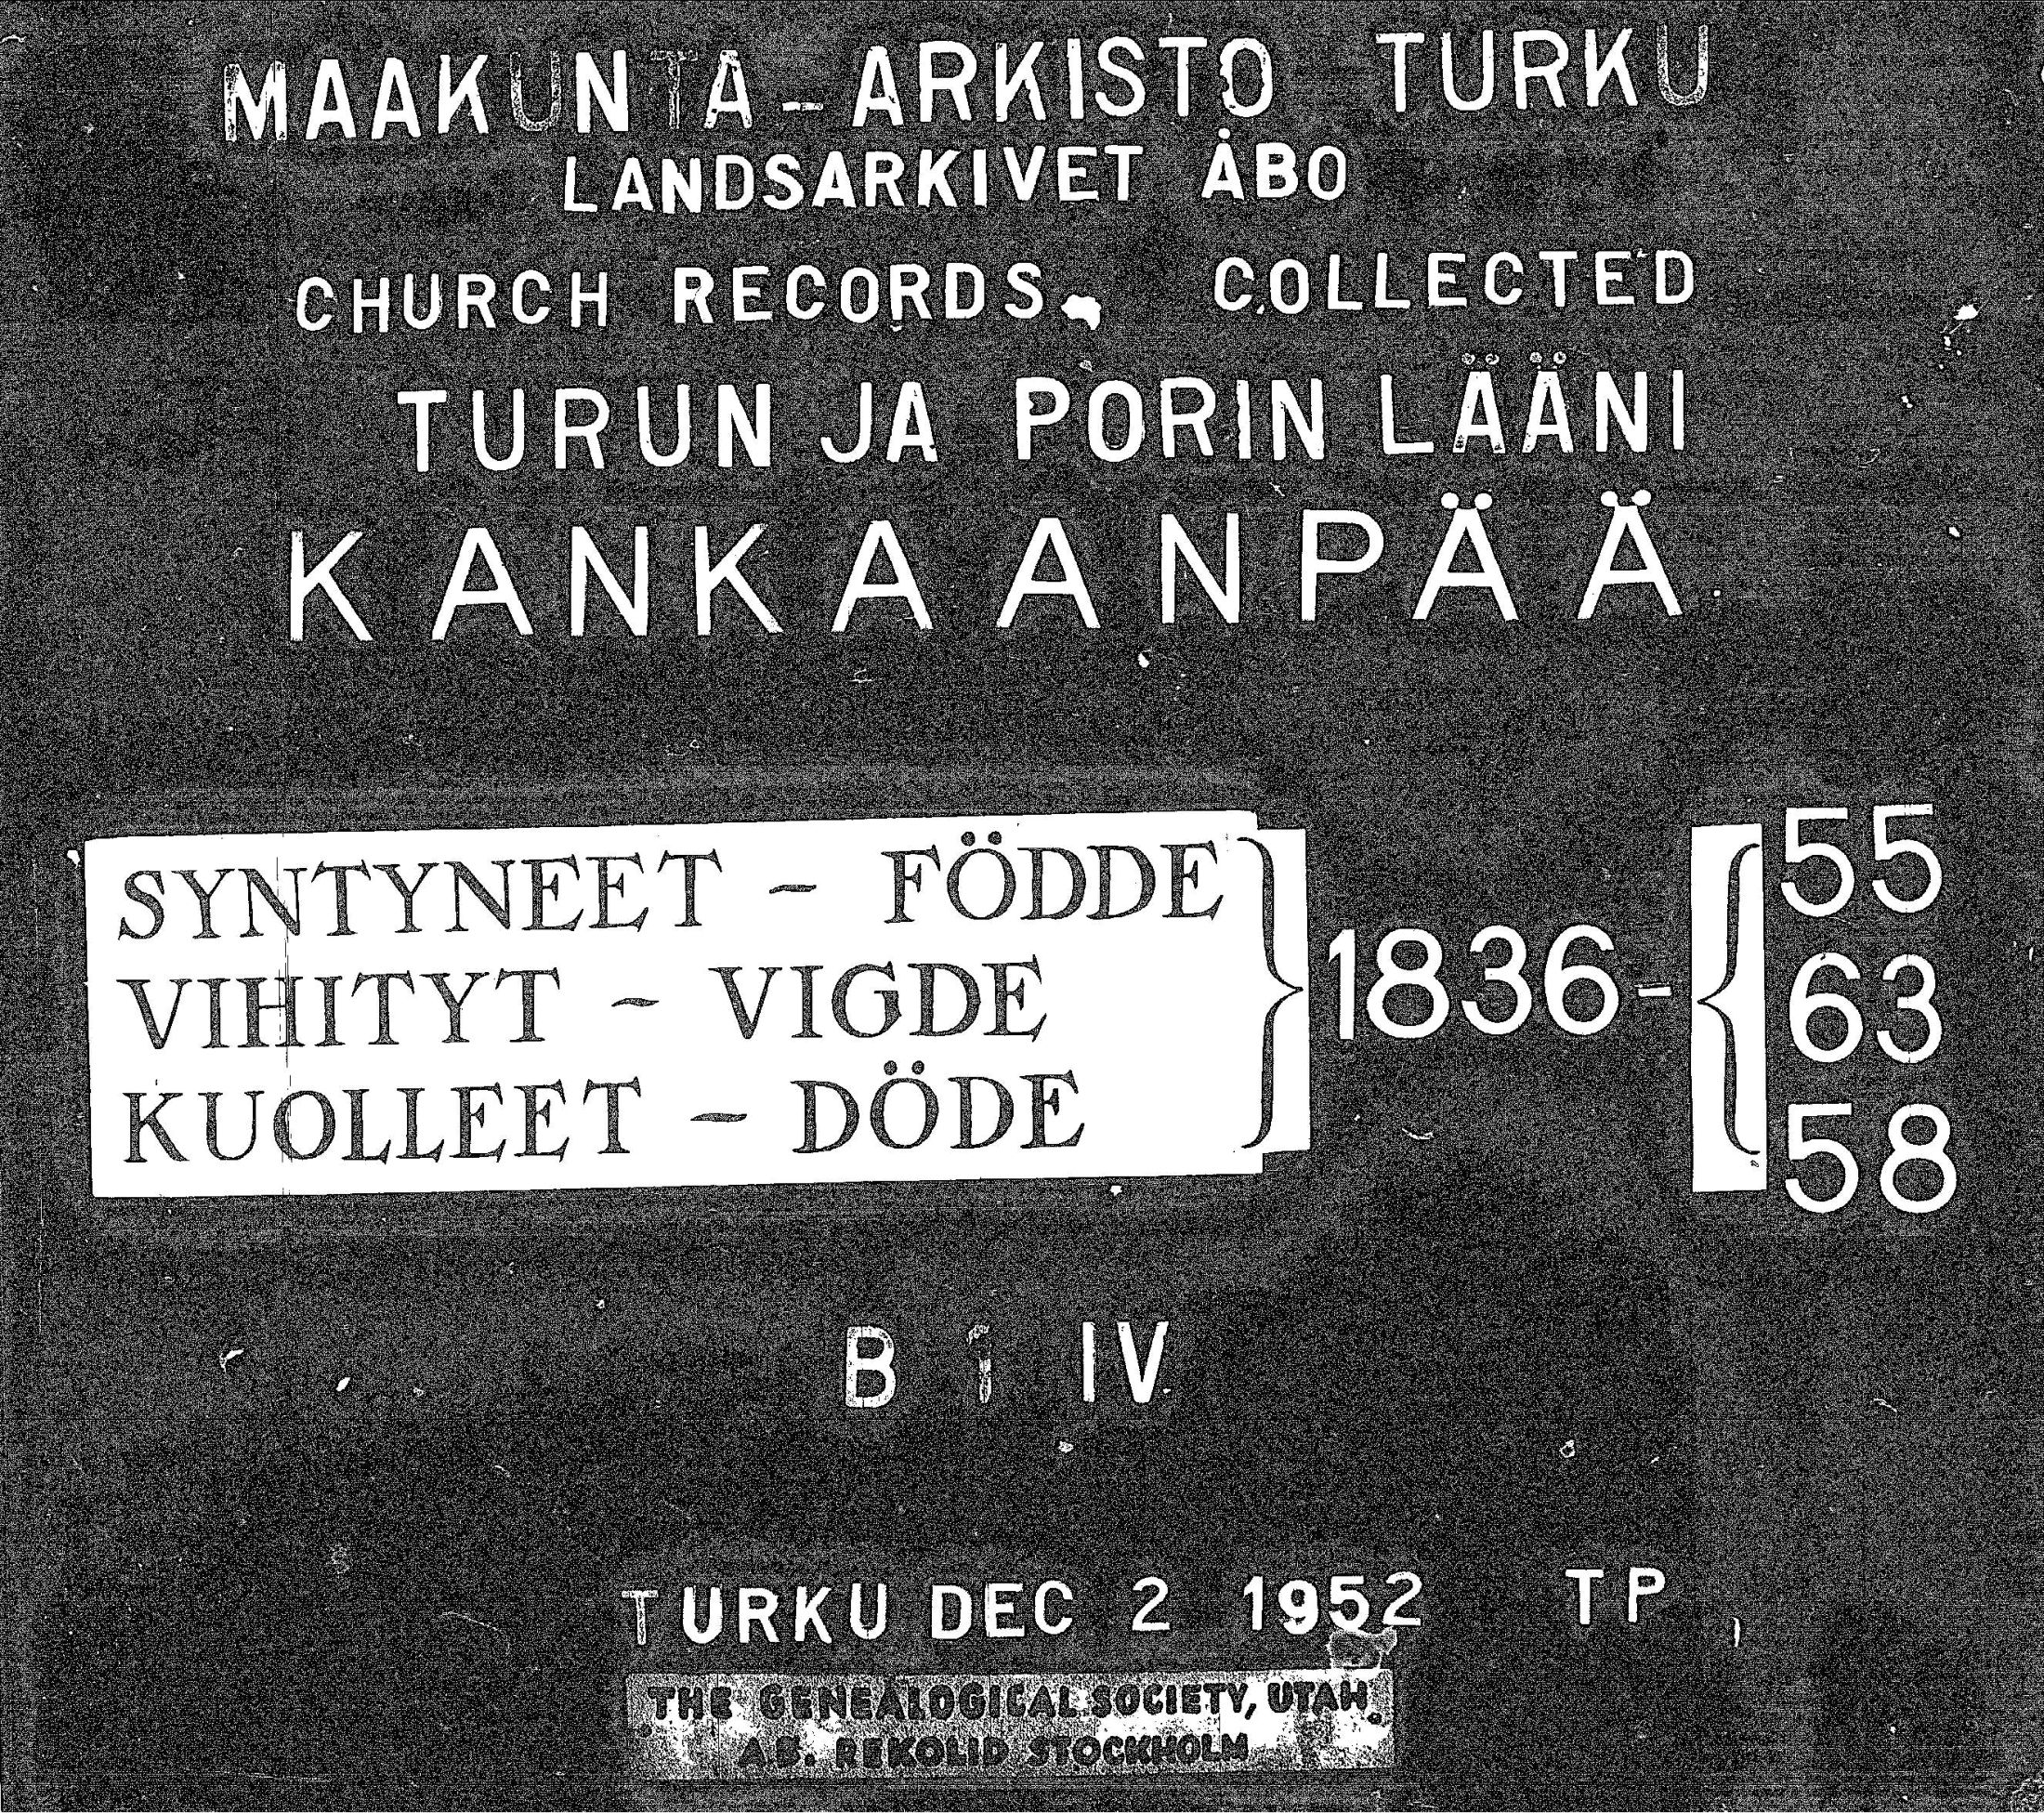 MAAKUNTA-ARKISTO TURKU
LANDSARKIVET ÅBO
CHURCH RECORDS, COLLECTED
TURUN JA PORIN LÄÄNI
KANKAANPÄÄ
SYNTYNEET - FÖDDE } 1836 - { 55
VIHITYT - VIGDE 63
KUOLLEET - DÖDE 58
B 1 IV
TURKU DEC 2 1952 TP
THE GENEALOGICAL SOCIETY, UTAH.
A.B. REKOLID STOCKHOLM